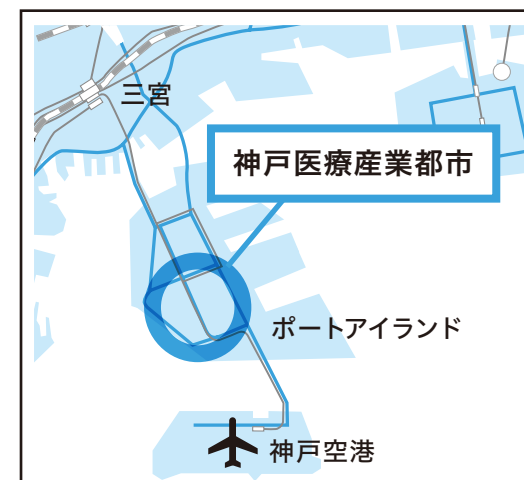 三宮
神戸医療産業都市
ポートアイランド
神戸空港